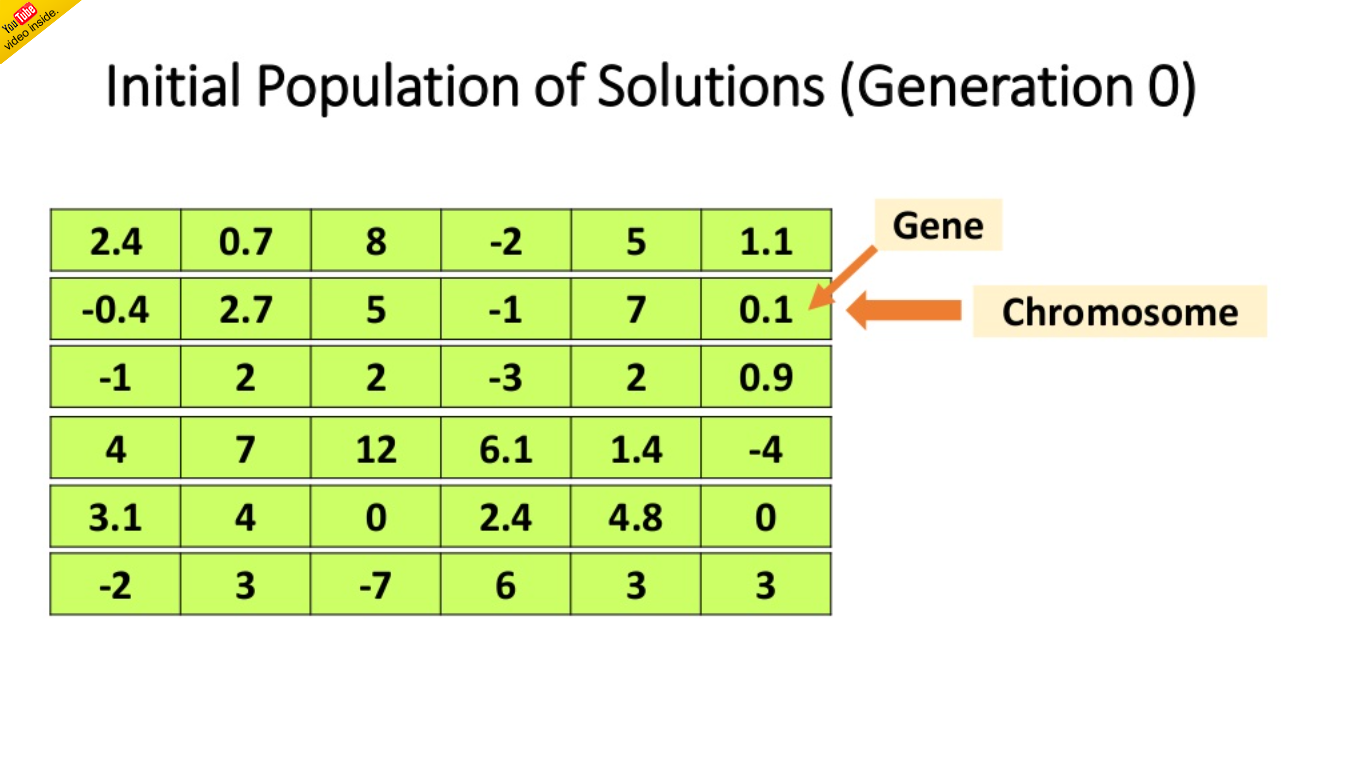 YouTube
video inside.
Initial Population of Solutions (Generation 0)
2.4 0.7 8 -2 5 1.1
Gene
-0.4 2.7 5 -1 7 0.1
Chromosome
-1 2 2 -3 2 0.9
4 7 12 6.1 1.4 -4
3.1 4 0 2.4 4.8 0
-2 3 -7 6 3 3